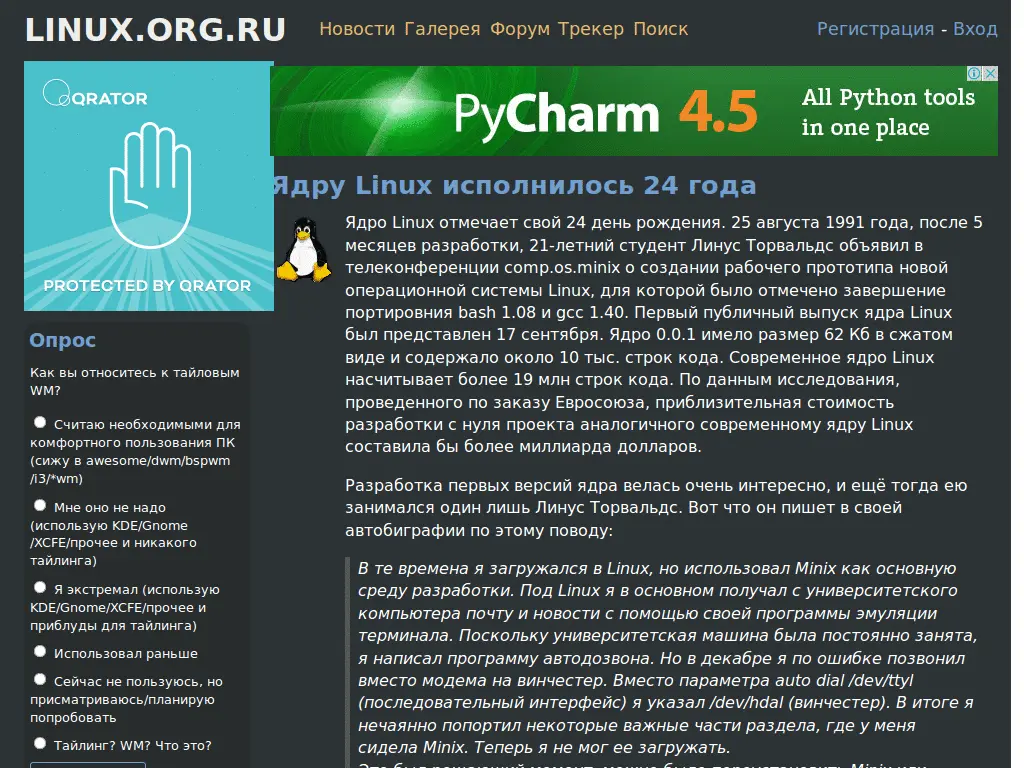 LINUX.ORG.RU
Новости Галерея Форум Трекер Поиск
Регистрация - Вход
QRATOR
PROTECTED BY QRATOR
PyCharm 4.5
All Python tools
in one place
Ядру Linux исполнилось 24 года
Ядро Linux отмечает свой 24 день рождения. 25 августа 1991 года, после 5
месяцев разработки, 21-летний студент Линус Торвальдс объявил в
телеконференции comp.os.minix о создании рабочего прототипа новой
операционной системы Linux, для которой было отмечено завершение
портировния bash 1.08 и gcc 1.40. Первый публичный выпуск ядра Linux
был представлен 17 сентября. Ядро 0.0.1 имело размер 62 Кб в сжатом
виде и содержало около 10 тыс. строк кода. Современное ядро Linux
насчитывает более 19 млн строк кода. По данным исследования,
проведенного по заказу Евросоюза, приблизительная стоимость
разработки с нуля проекта аналогичного современному ядру Linux
составила бы более миллиарда долларов.
Разработка первых версий ядра велась очень интересно, и ещё тогда ею
занимался один лишь Линус Торвальдс. Вот что он пишет в своей
автобиграфии по этому поводу:
В те времена я загружался в Linux, но использовал Minix как основную
среду разработки. Под Linux я в основном получал с университетского
компьютера почту и новости с помощью своей программы эмуляции
терминала. Поскольку университетская машина была постоянно занята,
я написал программу автодозвона. Но в декабре я по ошибке позвонил
вместо модема на винчестер. Вместо параметра auto dial /dev/ttyl
(последовательный интерфейс) я указал /dev/hdal (винчестер). В итоге я
нечаянно попортил некоторые важные части раздела, где у меня
сидела Minix. Теперь я не мог ее загружать.
Опрос
Как вы относитесь к тайловым
WM?
Считаю необходимыми для
комфортного пользования ПК
(сижу в awesome/dwm/bspwm
/i3/*wm)
Мне оно не надо
(использую KDE/Gnome
/XCFE/прочее и никакого
тайлинга)
Я экстремал (использую
KDE/Gnome/XCFE/прочее и
приблуды для тайлинга)
Использовал раньше
Сейчас не пользуюсь, но
присматриваюсь/планирую
попробовать
Тайлинг? WM? Что это?